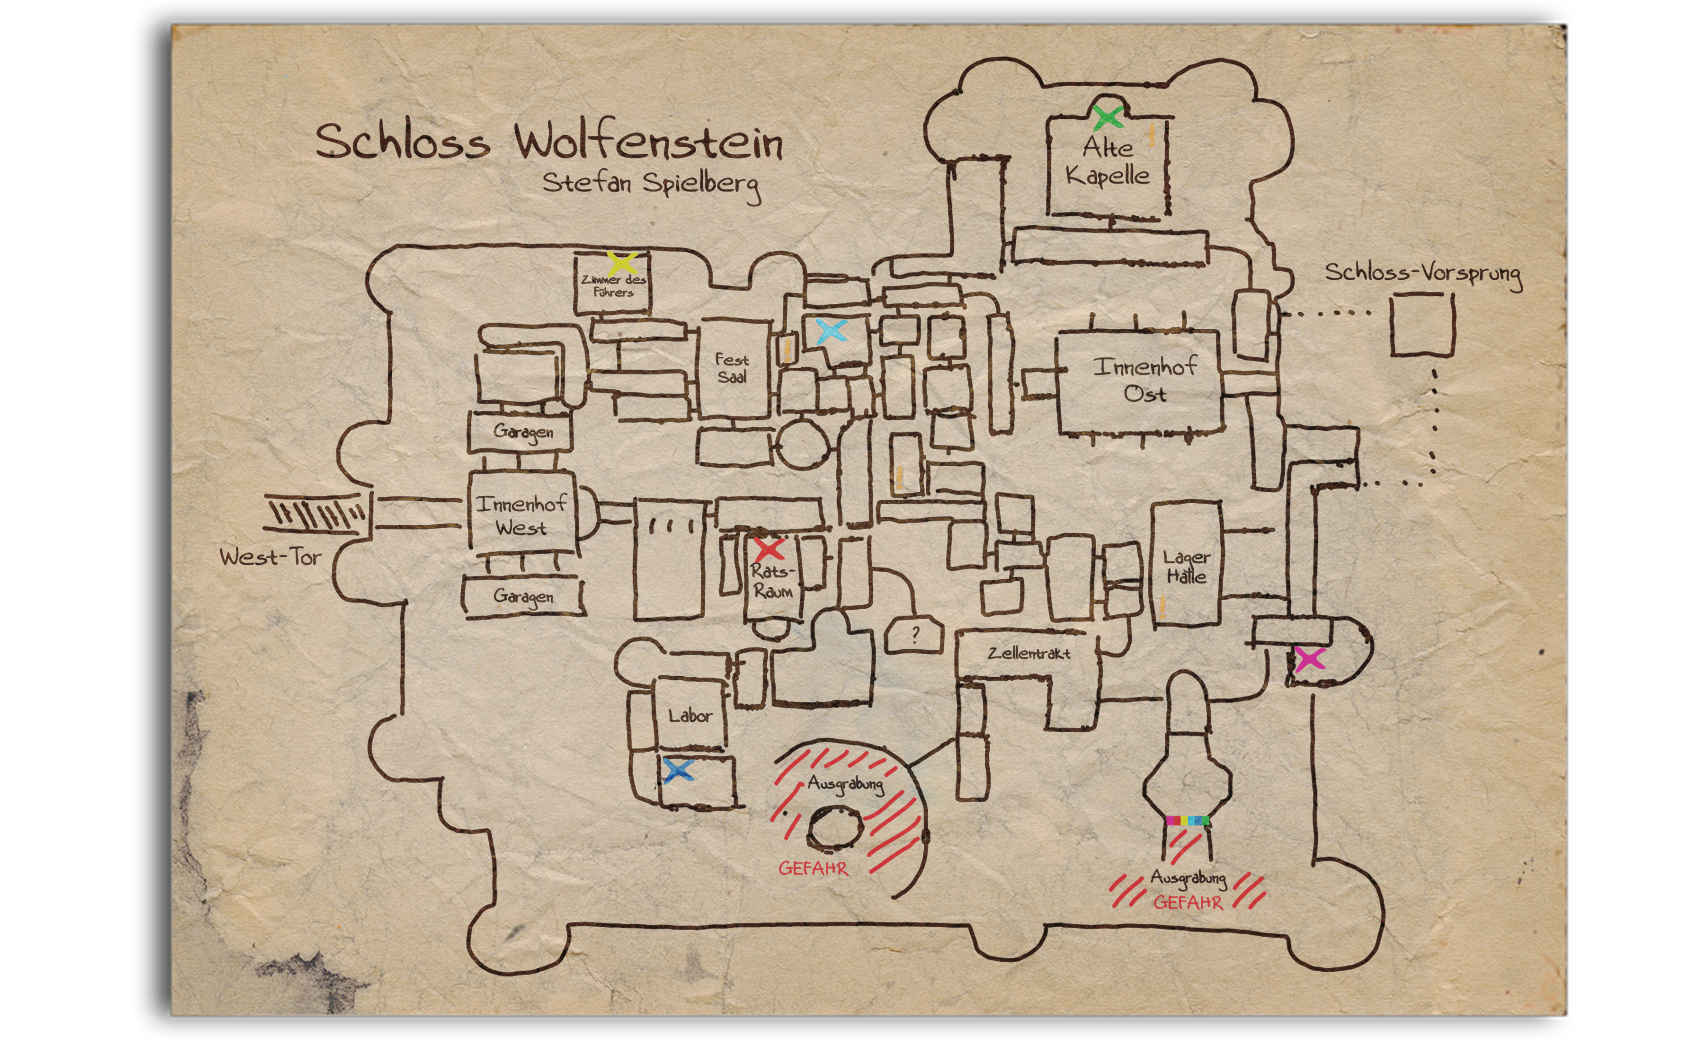 Schloss Wolfenstein
Stefan Spielberg
Alte
Kapelle
Zimmer des
Führers
Schloss-Vorsprung
Fest
Saal
Innenhof
Ost
Garagen
Innenhof
West
West-Tor
Garagen
Rats-
Raum
Lager
Halle
?
Zellentrakt
Labor
Ausgrabung
GEFAHR
Ausgrabung
GEFAHR